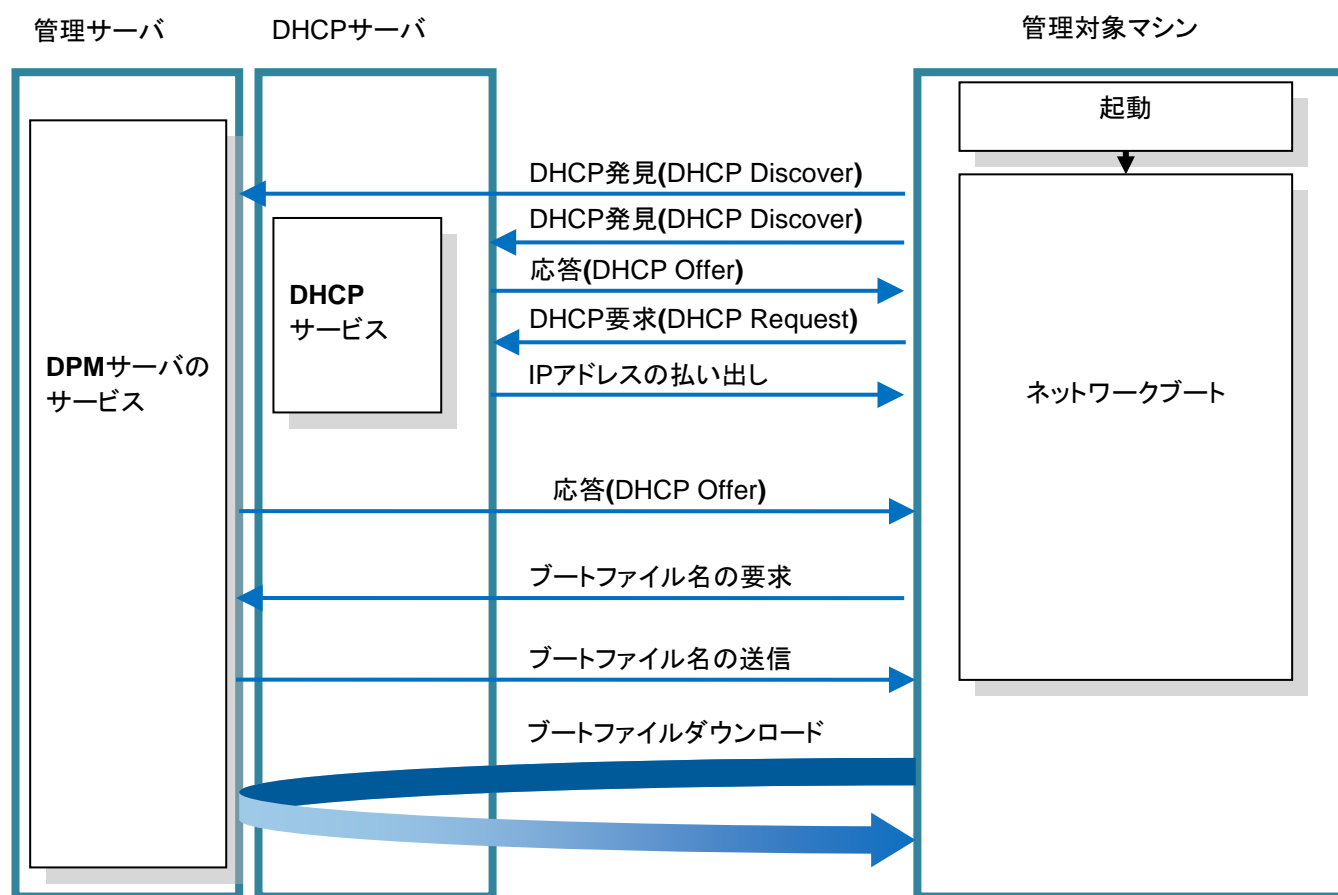 管理サーバ
DHCPサーバ
管理対象マシン
起動
DHCP発見(DHCP Discover)
DHCP発見(DHCP Discover)
応答(DHCP Offer)
DHCP
サービス
DHCP要求(DHCP Request)
DPMサーバの
サービス
IPアドレスの払い出し
ネットワークブート
応答(DHCP Offer)
ブートファイル名の要求
ブートファイル名の送信
ブートファイルダウンロード